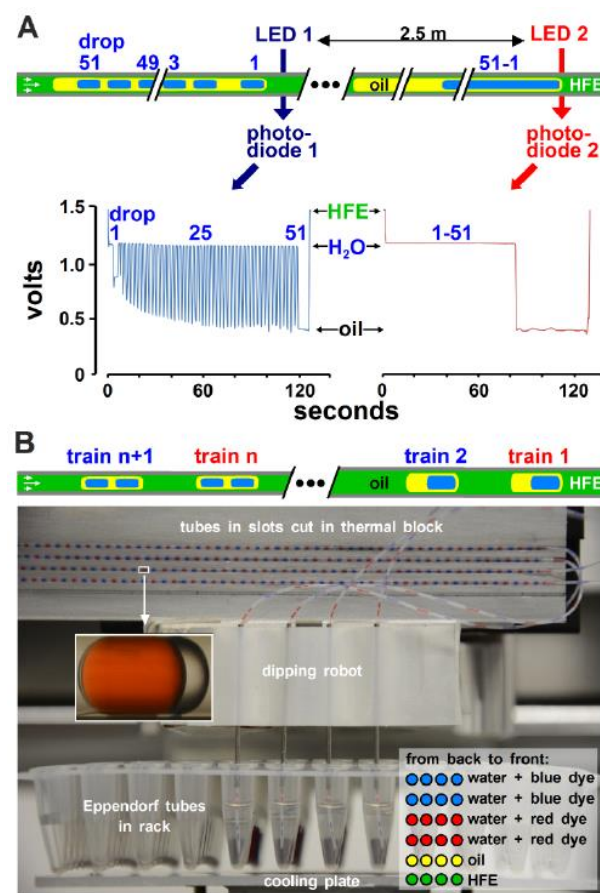 A
drop
51 49 3 1
LED 1
2.5 m
LED 2
51-1
oil
HFE
photo-
diode 1
photo-
diode 2
1.5
1.0
0.5
volts
drop
1 25 51
HFE
H₂O
oil
1-51
0 60 120
0 60 120
seconds
B
train n+1 train n train 2 train 1
oil HFE
tubes in slots cut in thermal block
dipping robot
Eppendorf tubes
in rack
cooling plate
from back to front:
water + blue dye
water + blue dye
water + red dye
water + red dye
oil
HFE